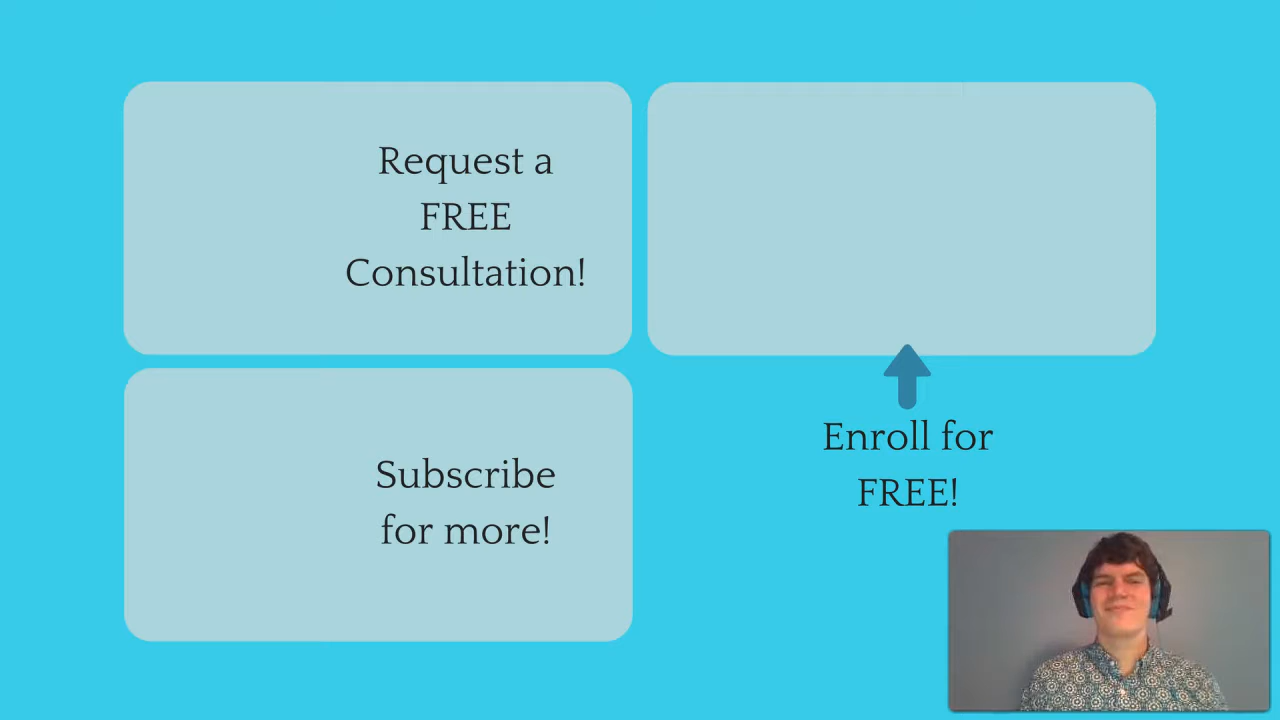 Request a
FREE
Consultation!
Subscribe
for more!
Enroll for
FREE!